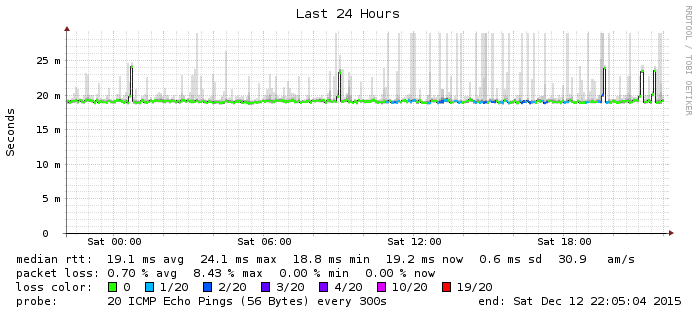 Last 24 Hours
RRDTOOL / TOBI OETIKER
Seconds
25 m
20 m
15 m
10 m
5 m
0
Sat 00:00 Sat 06:00 Sat 12:00 Sat 18:00
median rtt: 19.1 ms avg 24.1 ms max 18.8 ms min 19.2 ms now 0.6 ms sd 30.9 am/s
packet loss: 0.70 % avg 8.43 % max 0.00 % min 0.00 % now
loss color: 0 1/20 2/20 3/20 4/20 10/20 19/20
probe: 20 ICMP Echo Pings (56 Bytes) every 300s end: Sat Dec 12 22:05:04 2015